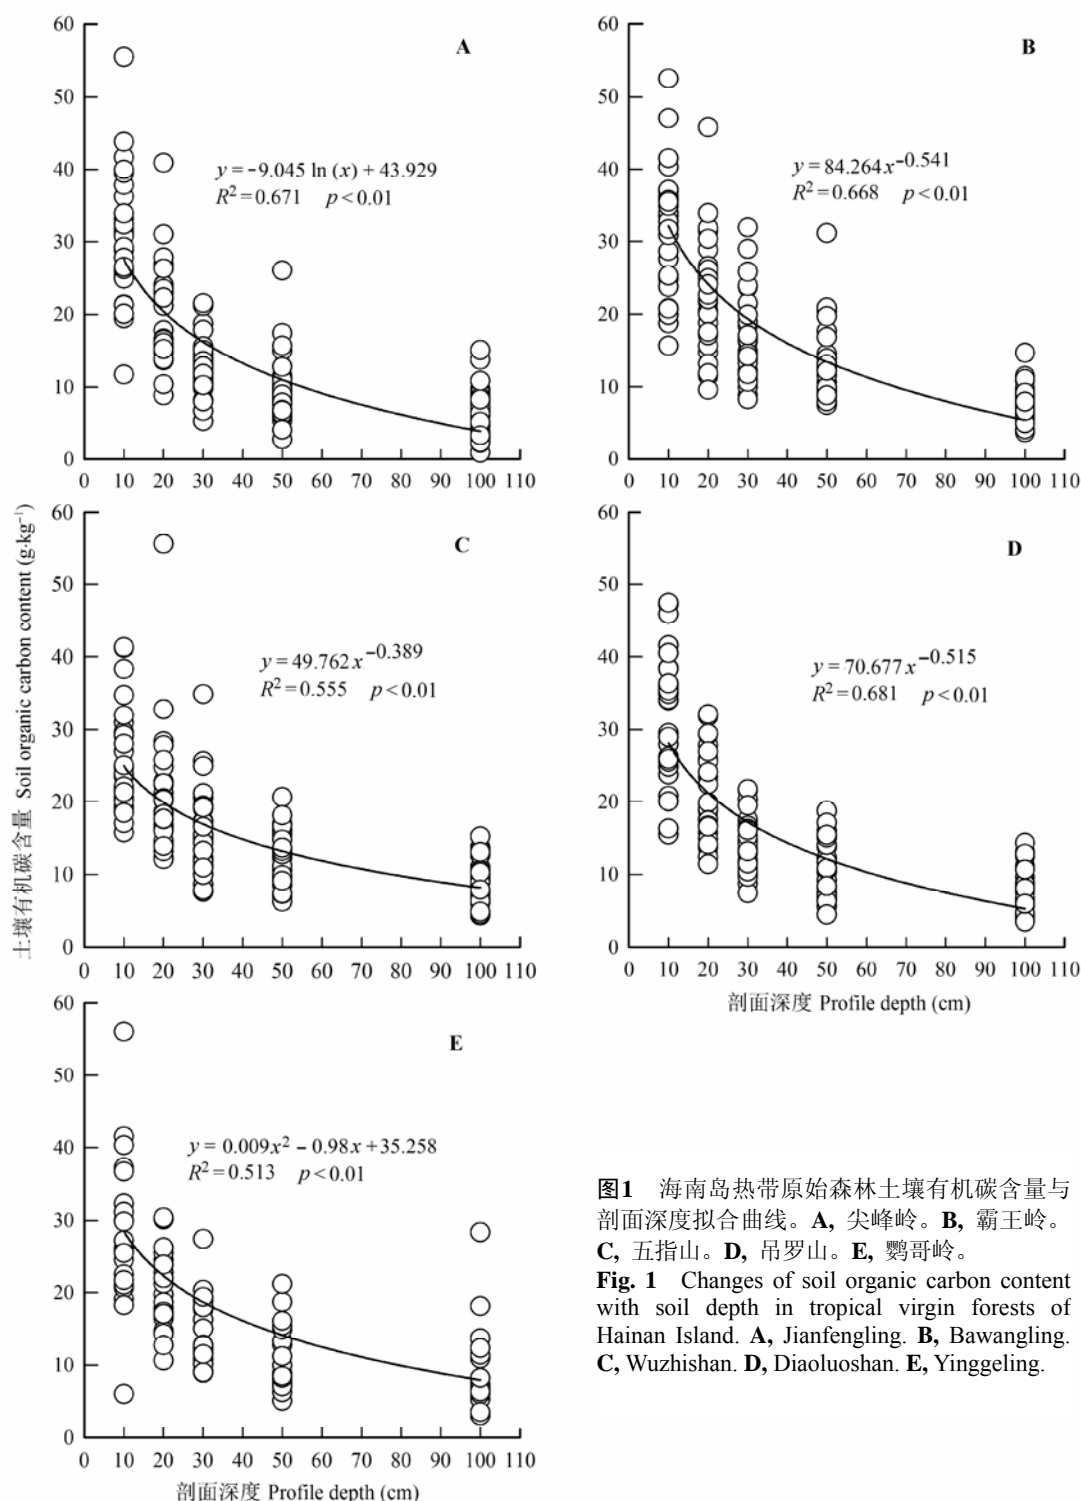 60
50
40
30
20
10
0
A
y = −9.045 ln (x) + 43.929
R² = 0.671 p < 0.01
0 10 20 30 40 50 60 70 80 90 100 110
60
50
40
30
20
10
0
B
y = 84.264x^−0.541
R² = 0.668 p < 0.01
0 10 20 30 40 50 60 70 80 90 100 110
土壤有机碳含量 Soil organic carbon content (g·kg⁻¹)
60
50
40
30
20
10
0
C
y = 49.762x^−0.389
R² = 0.555 p < 0.01
0 10 20 30 40 50 60 70 80 90 100 110
60
50
40
30
20
10
0
D
y = 70.677x^−0.515
R² = 0.681 p < 0.01
0 10 20 30 40 50 60 70 80 90 100 110
剖面深度 Profile depth (cm)
60
50
40
30
20
10
0
E
y = 0.009x² − 0.98x + 35.258
R² = 0.513 p < 0.01
0 10 20 30 40 50 60 70 80 90 100 110
剖面深度 Profile depth (cm)
图1 海南岛热带原始森林土壤有机碳含量与
剖面深度拟合曲线。A, 尖峰岭。B, 霸王岭。
C, 五指山。D, 吊罗山。E, 鹦哥岭。
Fig. 1 Changes of soil organic carbon content
with soil depth in tropical virgin forests of
Hainan Island. A, Jianfengling. B, Bawangling.
C, Wuzhishan. D, Diaoluoshan. E, Yinggeling.